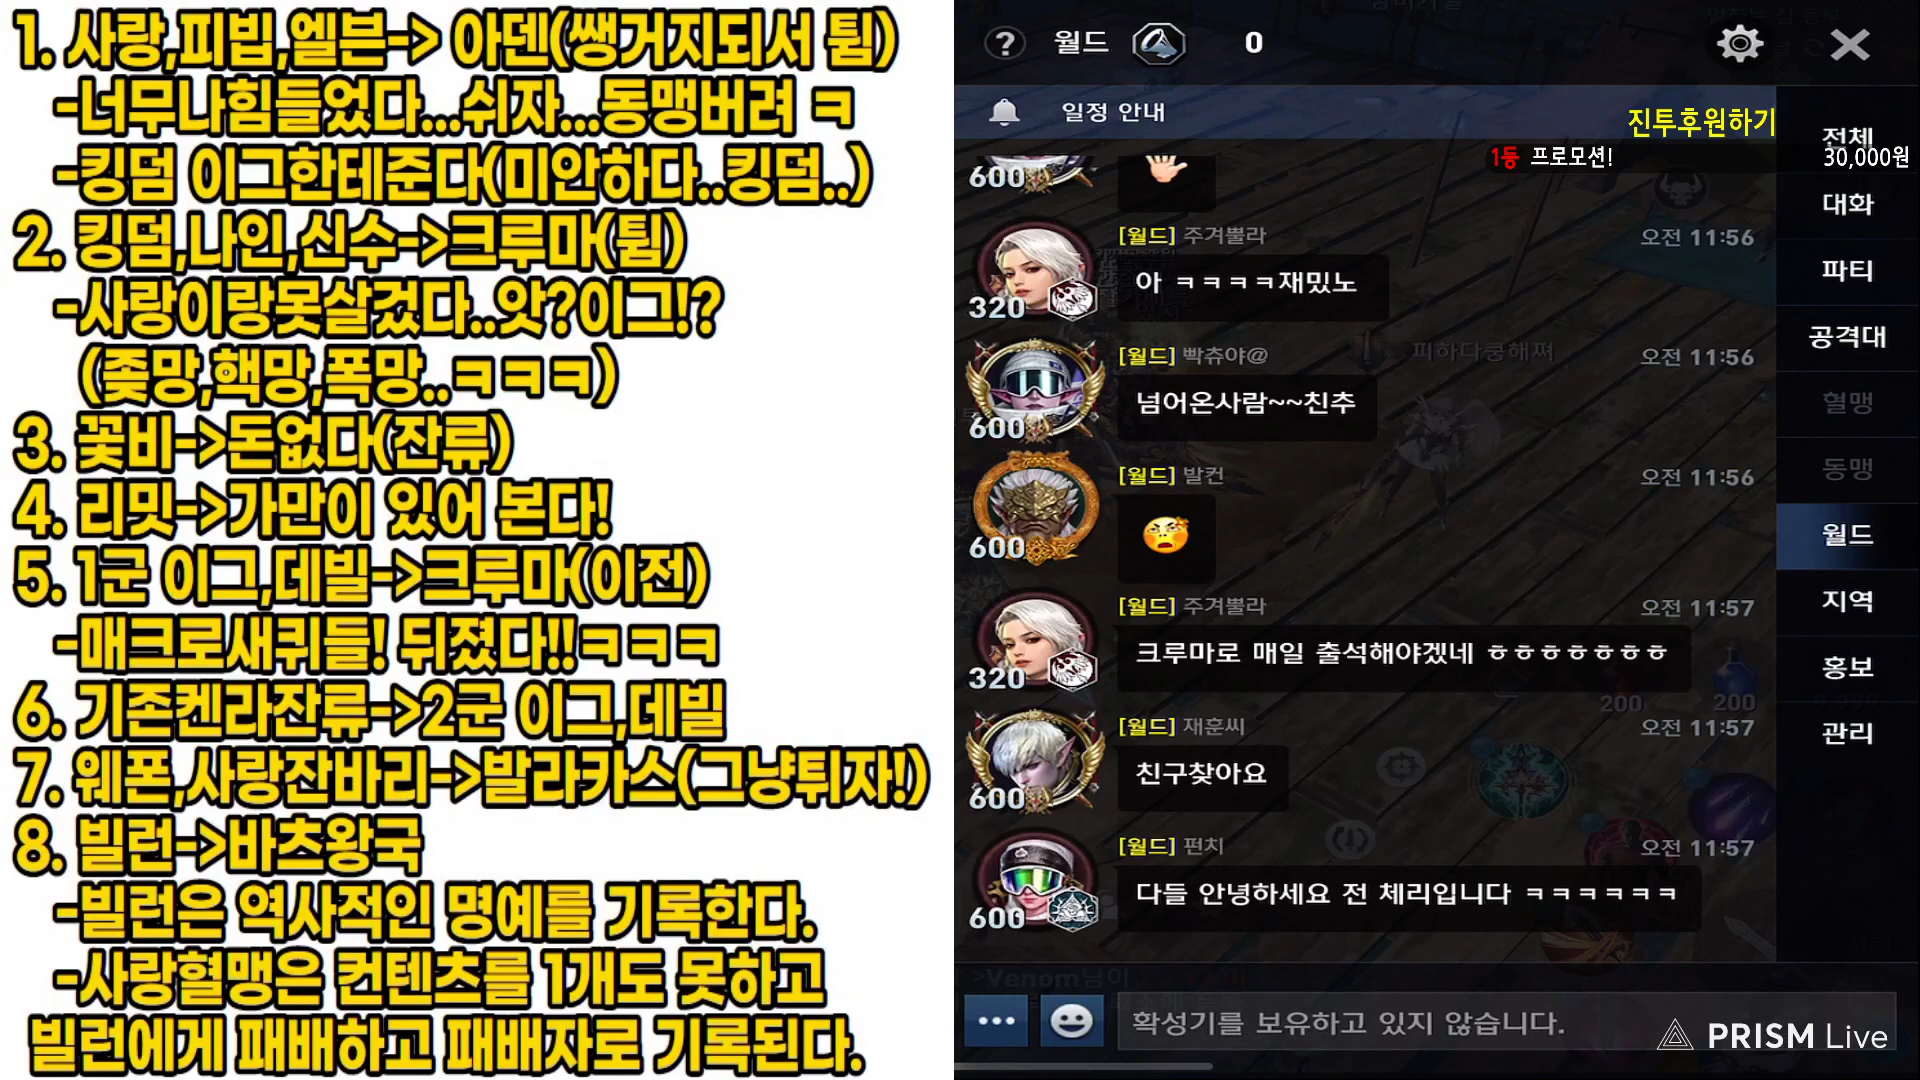 1. 사랑,피빕,엘븐-> 아덴(쌩거지되서 튐)
-너무나힘들었다...쉬자...동맹버려 ㅋ
-킹덤 이그한테준다(미안하다..킹덤..)
2. 킹덤,나인,신수->크루마(튐)
-사랑이랑못살겠다..앗?이그!?
(좆망,핵망,폭망..ㅋㅋㅋ)
3. 꽃비->돈없다(잔류)
4. 리밋->가만이 있어 본다!
5. 1군 이그,데빌->크루마(이전)
-매크로새퀴들! 뒤졌다!!ㅋㅋㅋ
6. 기존켄라잔류->2군 이그,데빌
7. 웨폰,사랑잔바리->발라카스(그냥튀자!)
8. 빌런->바츠왕국
-빌런은 역사적인 명예를 기록한다.
-사랑혈맹은 컨텐츠를 1개도 못하고
빌런에게 패배하고 패배자로 기록된다.
? 월드 0
일정 안내
진투후원하기
1등 프로모션! 30,000원
600
[월드] 주겨뿔라 오전 11:56
아 ㅋㅋㅋㅋ재밌노
320
[월드] 빡츄야@ 오전 11:56
피하다쿵해쪄
넘어온사람~~친추
600
[월드] 발컨 오전 11:56
600
[월드] 주겨뿔라 오전 11:57
크루마로 매일 출석해야겠네 ㅎㅎㅎㅎㅎㅎㅎ
320
200 200
[월드] 재훈씨 오전 11:57
친구찾아요
600
[월드] 펀치 오전 11:57
다들 안녕하세요 전 체리입니다 ㅋㅋㅋㅋㅋㅋ
600
>Venom님이
확성기를 보유하고 있지 않습니다.
전체
대화
파티
공격대
혈맹
동맹
월드
지역
홍보
관리
PRISM Live